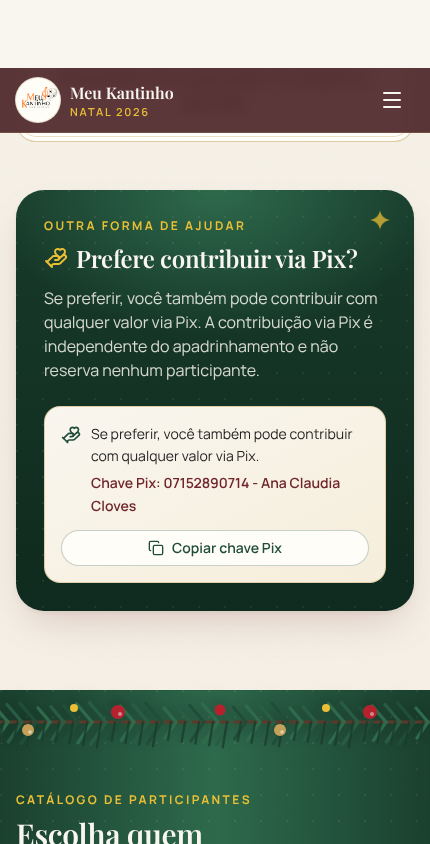 Meu Kantinho
NATAL 2026
OUTRA FORMA DE AJUDAR
Prefere contribuir via Pix?
Se preferir, você também pode contribuir com
qualquer valor via Pix. A contribuição via Pix é
independente do apadrinhamento e não
reserva nenhum participante.
Se preferir, você também pode contribuir
com qualquer valor via Pix.
Chave Pix: 07152890714 - Ana Claudia
Cloves
Copiar chave Pix
CATÁLOGO DE PARTICIPANTES
Escolha quem